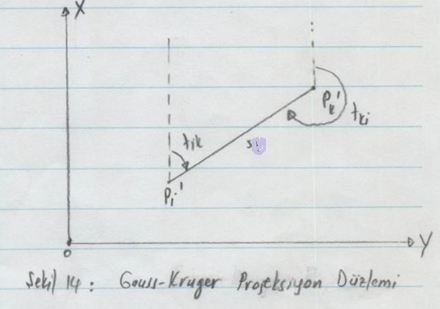 X
Pk'
tki
tik
s
Pi'
0
Y
Şekil 14 : Gauss-Kruger Projeksiyon Düzlemi